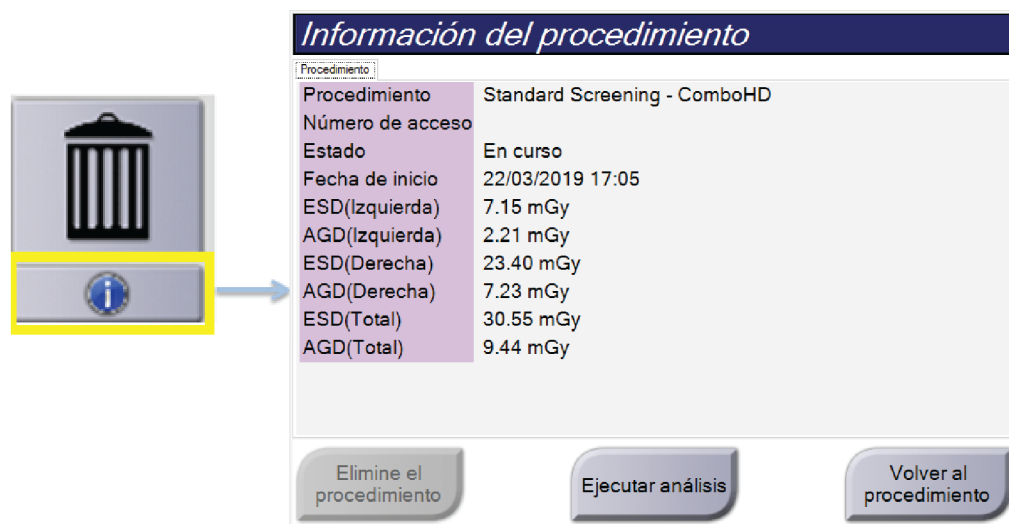 Información del procedimiento
Procedimiento
Procedimiento Standard Screening - ComboHD
Número de acceso
Estado En curso
Fecha de inicio 22/03/2019 17:05
ESD(Izquierda) 7.15 mGy
AGD(Izquierda) 2.21 mGy
ESD(Derecha) 23.40 mGy
AGD(Derecha) 7.23 mGy
ESD(Total) 30.55 mGy
AGD(Total) 9.44 mGy
Elimine el
procedimiento
Ejecutar análisis
Volver al
procedimiento